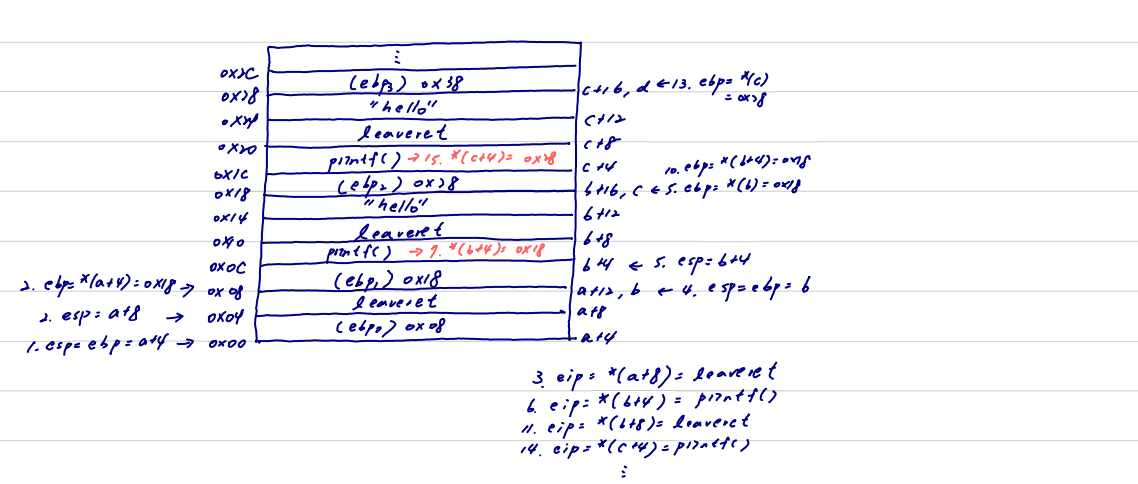 ⋮
0x2C
(ebp3) 0x38
0x28
c+16, d ← 13. ebp = *(c)
= 0x28
"hello"
0x24
c+12
leaveret
0x20
c+8
printf() → 15. *(c+4) = 0x28
0x1C
c+4
10. ebp = *(b+4) = 0x18
(ebp2) 0x28
0x18
b+16, c ← 5. ebp = *(b) = 0x18
"hello"
0x14
b+12
leaveret
0x10
b+8
printf() → 7. *(b+4) = 0x18
0x0C
b+4 ← 5. esp = b+4
(ebp1) 0x18
2. ebp = *(a+4) = 0x18 → 0x08
a+12, b ← 4. esp = ebp = b
leaveret
2. esp = a+8 → 0x04
a+8
(ebp0) 0x08
1. esp = ebp = a+4 → 0x00
a+4
3. eip = *(a+8) = leaveret
6. eip = *(b+4) = printf()
11. eip = *(b+8) = leaveret
14. eip = *(c+4) = printf()
⋮